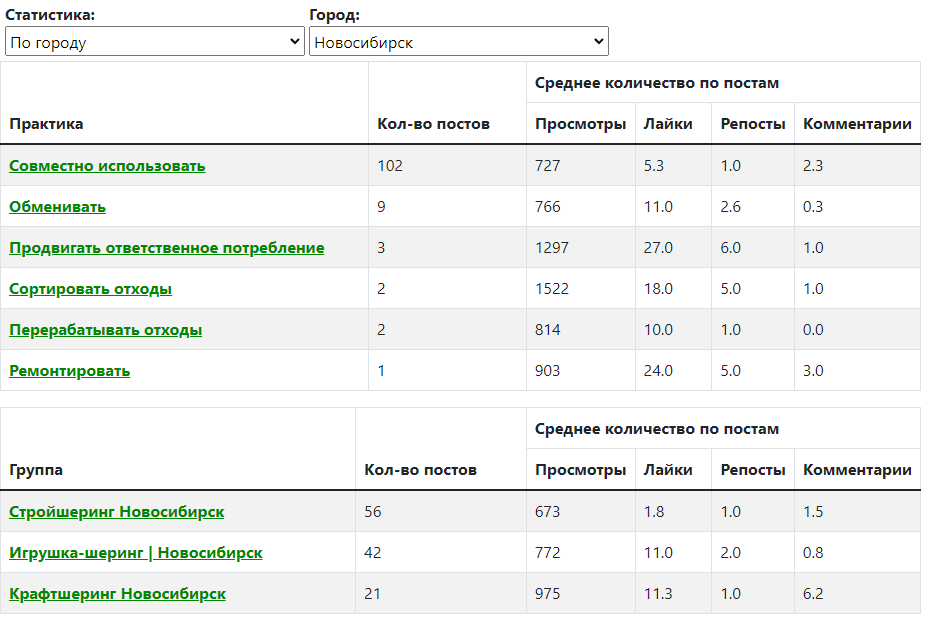 Статистика: Город:
По городу Новосибирск
Среднее количество по постам
Практика Кол-во постов Просмотры Лайки Репосты Комментарии
Совместно использовать 102 727 5.3 1.0 2.3
Обменивать 9 766 11.0 2.6 0.3
Продвигать ответственное потребление 3 1297 27.0 6.0 1.0
Сортировать отходы 2 1522 18.0 5.0 1.0
Перерабатывать отходы 2 814 10.0 1.0 0.0
Ремонтировать 1 903 24.0 5.0 3.0
Среднее количество по постам
Группа Кол-во постов Просмотры Лайки Репосты Комментарии
Стройшеринг Новосибирск 56 673 1.8 1.0 1.5
Игрушка-шеринг | Новосибирск 42 772 11.0 2.0 0.8
Крафтшеринг Новосибирск 21 975 11.3 1.0 6.2